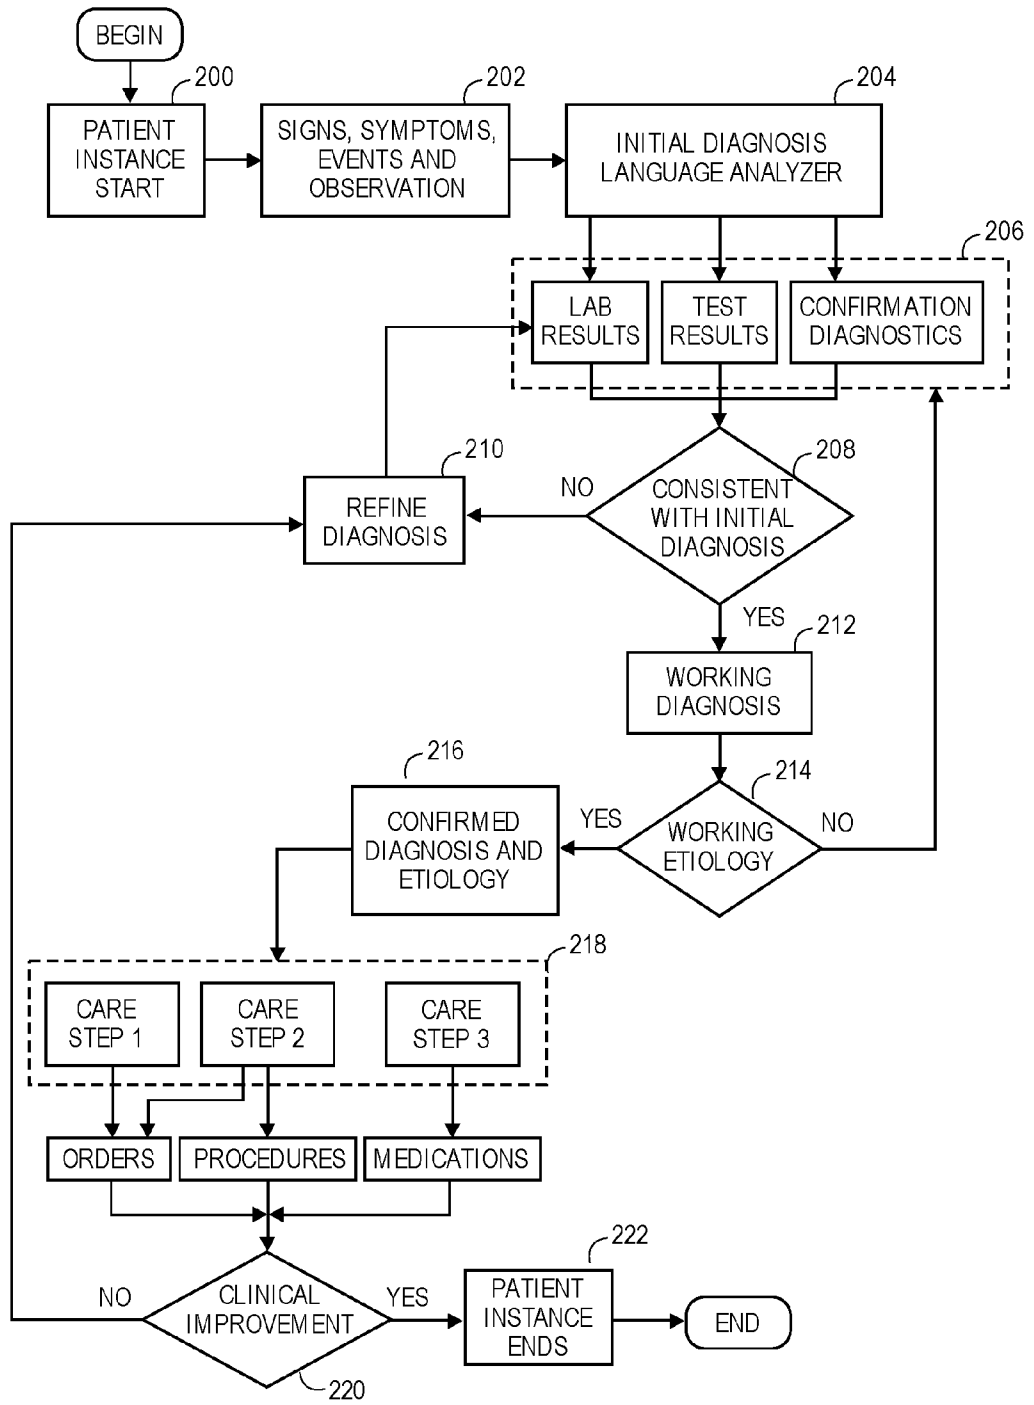 BEGIN
200
202
204
PATIENT
INSTANCE
START
SIGNS, SYMPTOMS,
EVENTS AND
OBSERVATION
INITIAL DIAGNOSIS
LANGUAGE ANALYZER
206
LAB
RESULTS
TEST
RESULTS
CONFIRMATION
DIAGNOSTICS
210
208
REFINE
DIAGNOSIS
NO
CONSISTENT
WITH INITIAL
DIAGNOSIS
YES
212
WORKING
DIAGNOSIS
216
214
CONFIRMED
DIAGNOSIS AND
ETIOLOGY
YES
WORKING
ETIOLOGY
NO
218
CARE
STEP 1
CARE
STEP 2
CARE
STEP 3
ORDERS
PROCEDURES
MEDICATIONS
222
NO
CLINICAL
IMPROVEMENT
YES
PATIENT
INSTANCE
ENDS
END
220